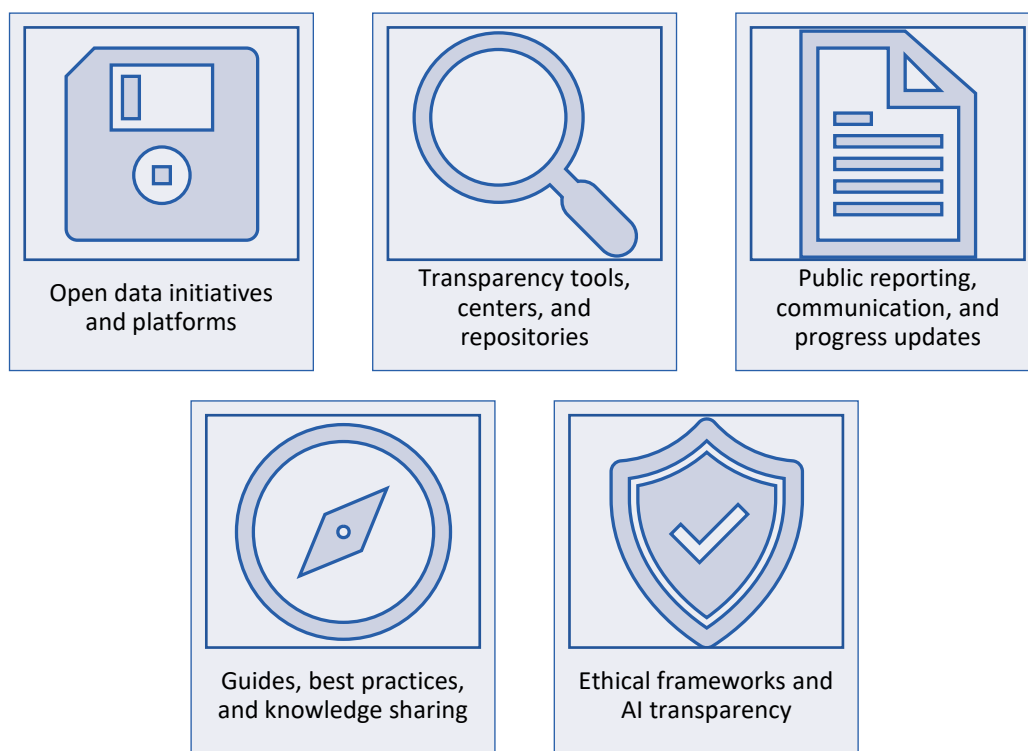 Open data initiatives
and platforms
Transparency tools,
centers, and
repositories
Public reporting,
communication, and
progress updates
Guides, best practices,
and knowledge sharing
Ethical frameworks and
AI transparency